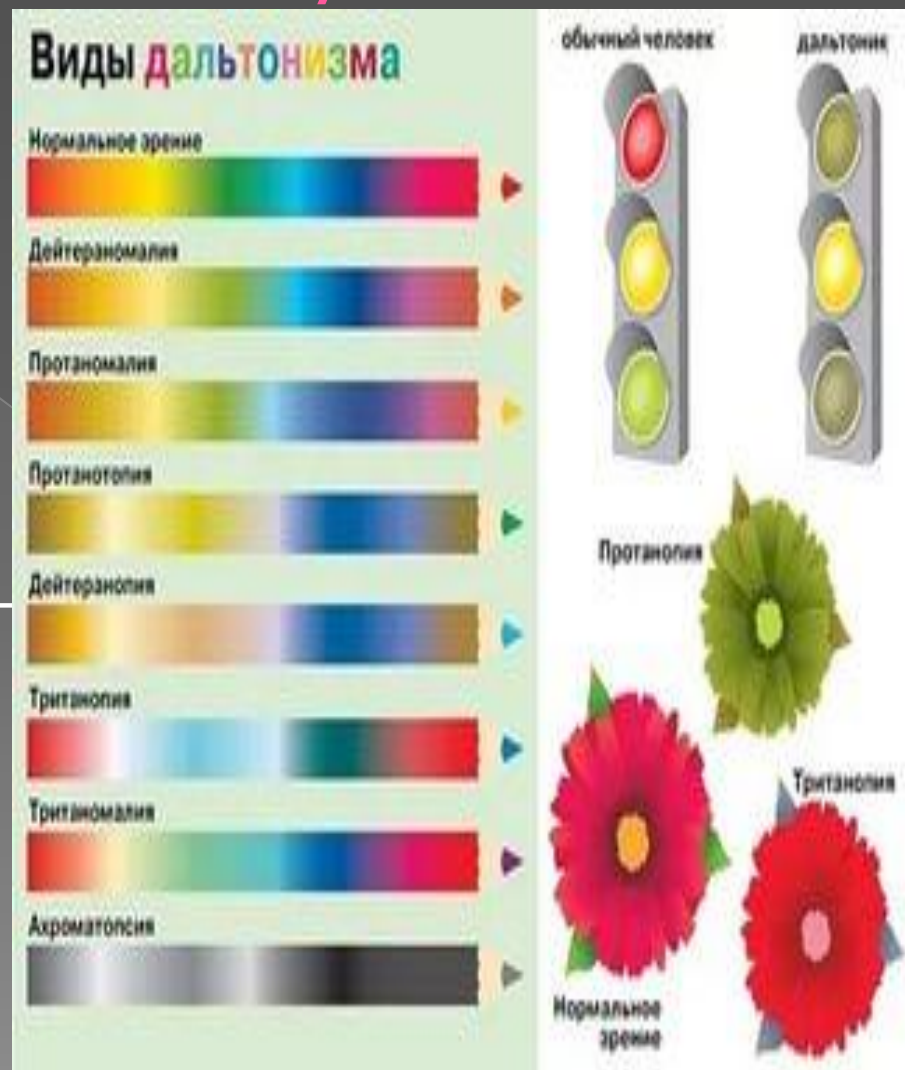 Виды дальтонизма
Нормальное зрение
Дейтераномалия
Протаномалия
Протанотопия
Дейтеранопия
Тританопия
Тританомалия
Ахроматопсия
обычный человек
дальтоник
Протанопия
Тританопия
Нормальное
зрение